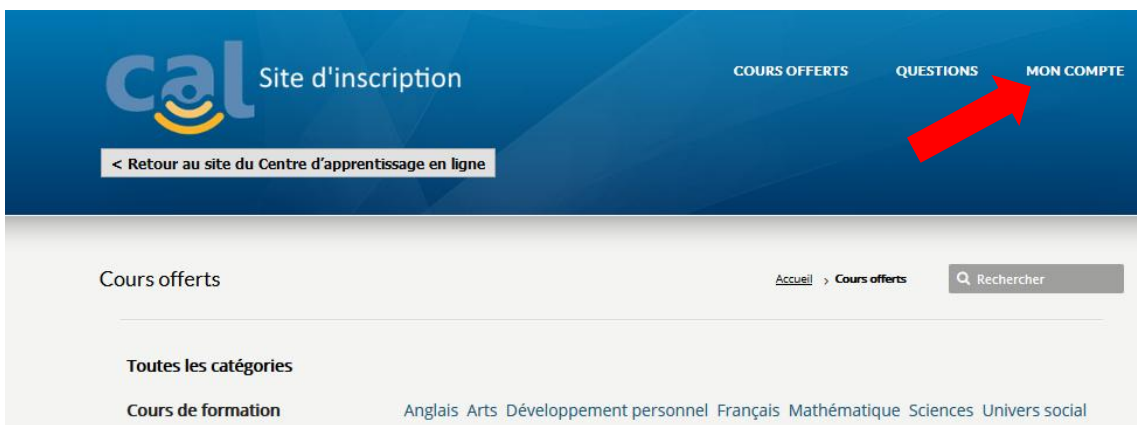 cal Site d'inscription
COURS OFFERTS QUESTIONS MON COMPTE
< Retour au site du Centre d'apprentissage en ligne
Cours offerts
Accueil > Cours offerts
Rechercher
Toutes les catégories
Cours de formation Anglais Arts Développement personnel Français Mathématique Sciences Univers social